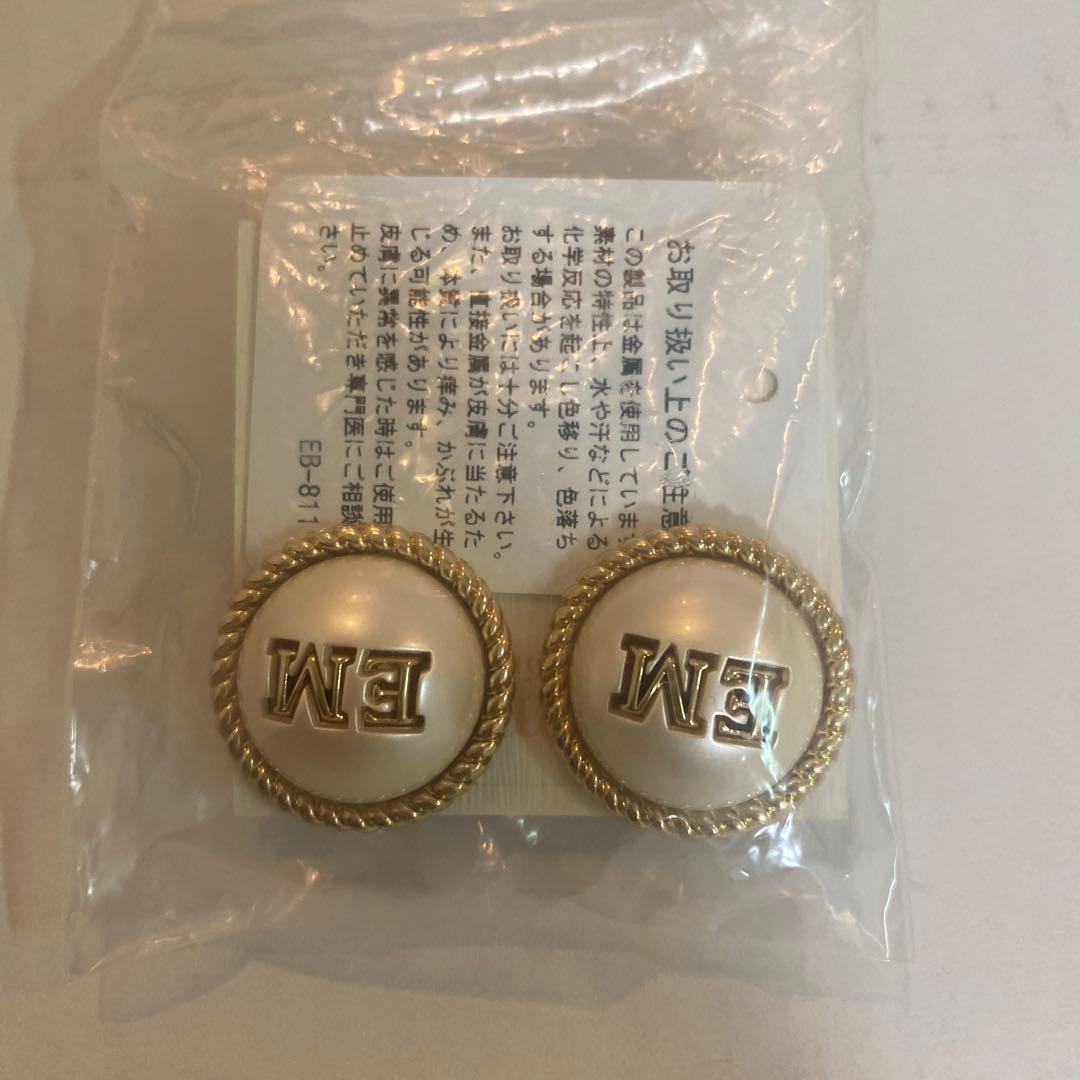 お取り扱い上のご注意
この製品は金属を使用しています
素材の特性上、水や汗などによる
化学反応を起こし色移り、色落ち
する場合があります。
お取り扱いには十分ご注意下さい。
また、直接金属が皮膚に当たるた
め、体質により痒み、かぶれが生
じる可能性があります。
皮膚に異常を感じた時はご使用
止めていただき専門医にご相談
さい。
EB-811
EM
EM